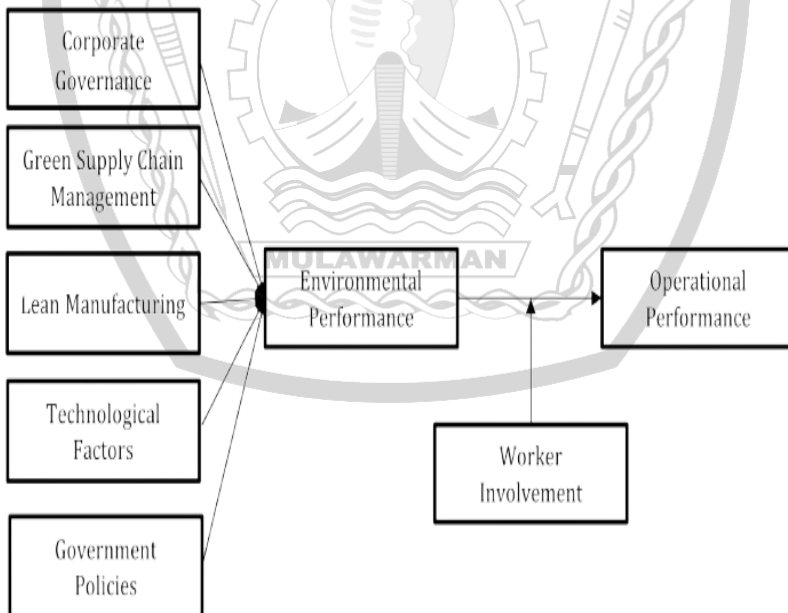 Corporate
Governance
Green Supply Chain
Management
Lean Manufacturing
Technological
Factors
Government
Policies
MULAWARMAN
Environmental
Performance
Worker
Involvement
Operational
Performance